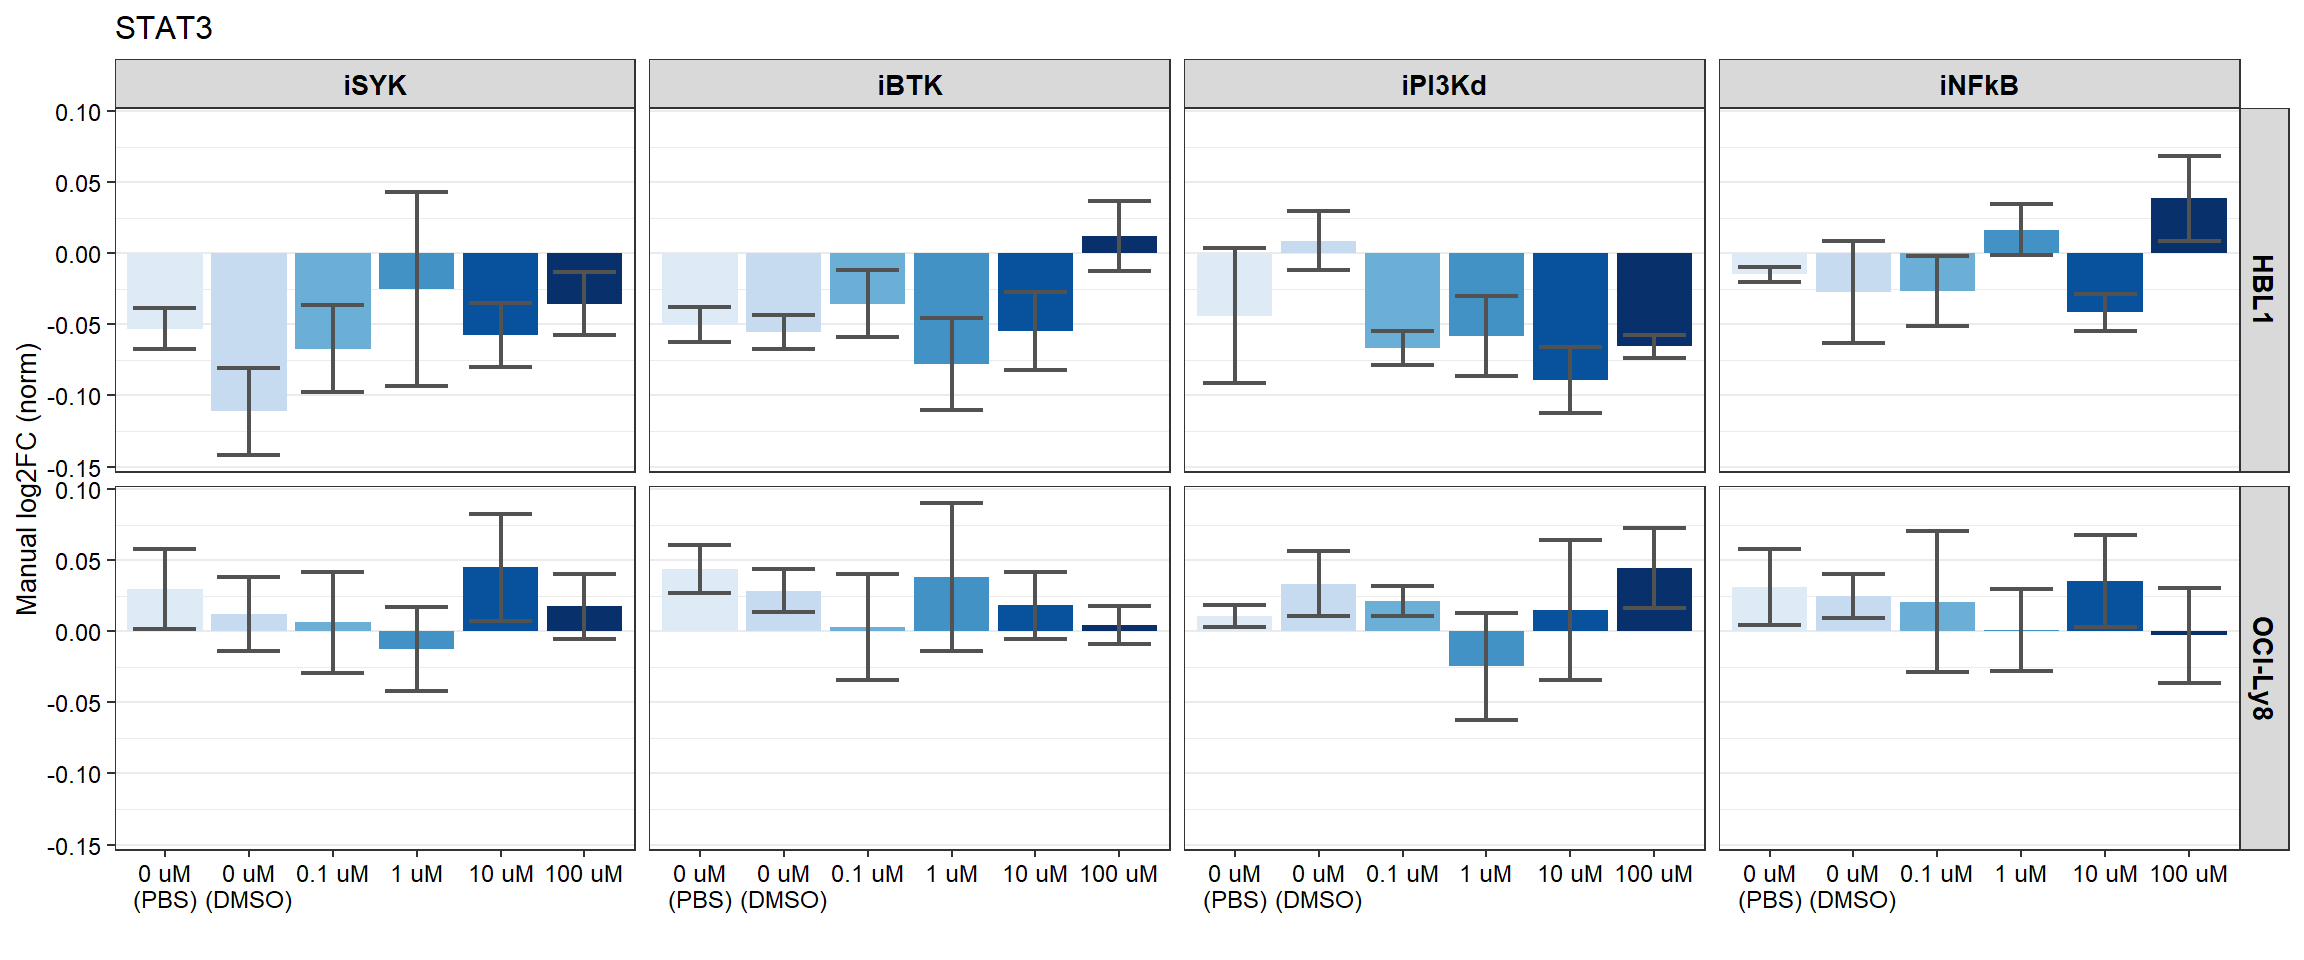 STAT3
iSYK iBTK iPI3Kd iNFkB
Manual log2FC (norm)
0.10
0.05
0.00
-0.05
-0.10
-0.15
HBL1
0.10
0.05
0.00
-0.05
-0.10
-0.15
OCI-Ly8
0 uM 0 uM 0.1 uM 1 uM 10 uM 100 uM 0 uM 0 uM 0.1 uM 1 uM 10 uM 100 uM 0 uM 0 uM 0.1 uM 1 uM 10 uM 100 uM 0 uM 0 uM 0.1 uM 1 uM 10 uM 100 uM
(PBS) (DMSO) (PBS) (DMSO) (PBS) (DMSO) (PBS) (DMSO)